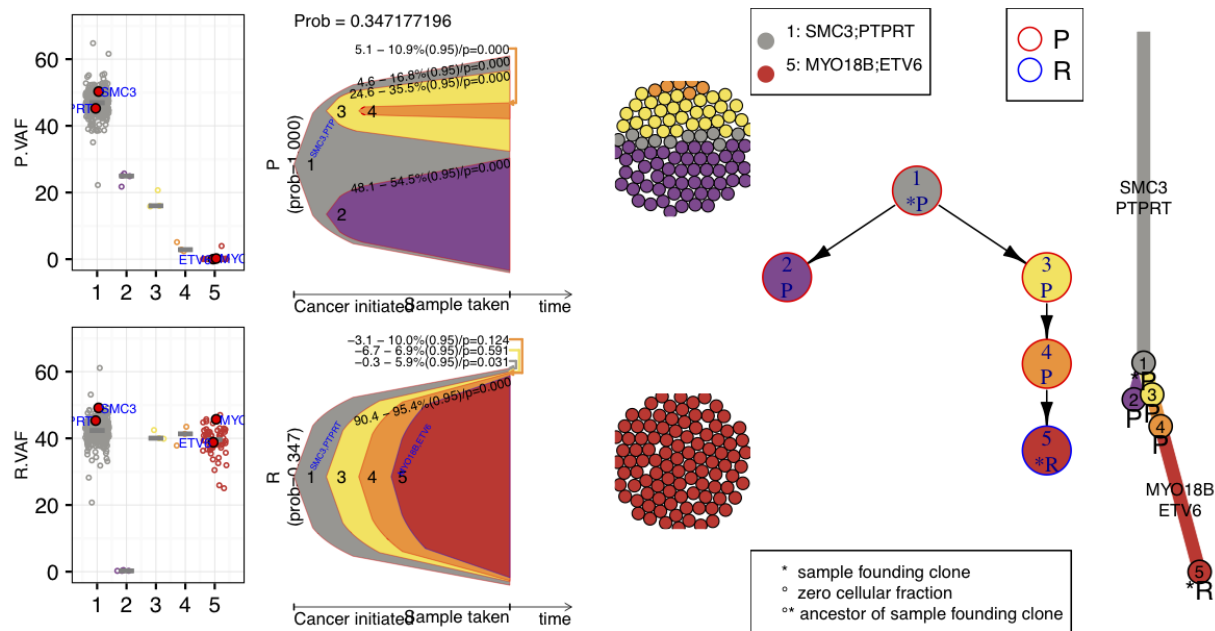 Prob = 0.347177196
P.VAF
60
40
20
0
SMC3
PTPRT
ETV6
MYO
1 2 3 4 5
5.1 − 10.9%(0.95)/p=0.000
4.6 − 16.8%(0.95)/p=0.000
24.6 − 35.5%(0.95)/p=0.000
48.1 − 54.5%(0.95)/p=0.000
P
(prob=1.000)
SMC3;PTP
1
2
3
4
Cancer initiated Sample taken time
R.VAF
60
40
20
0
SMC3
PTPRT
ETV6
MYO
1 2 3 4 5
−3.1 − 10.0%(0.95)/p=0.124
−6.7 − 6.9%(0.95)/p=0.591
−0.3 − 5.9%(0.95)/p=0.031
90.4 − 95.4%(0.95)/p=0.000
R
(prob=0.347)
SMC3;PTPRT
MYO18B;ETV6
1 3 4 5
Cancer initiated Sample taken time
1: SMC3;PTPRT
5: MYO18B;ETV6
P
R
1
*P
2
P
3
P
4
P
5
*R
SMC3
PTPRT
1
*P
2
P
3
P
4
P
MYO18B
ETV6
5
*R
* sample founding clone
° zero cellular fraction
°* ancestor of sample founding clone